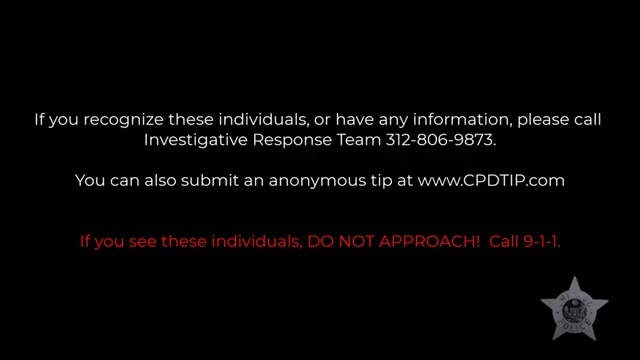 If you recognize these individuals, or have any information, please call
Investigative Response Team 312-806-9873.
You can also submit an anonymous tip at www.CPDTIP.com
If you see these individuals, DO NOT APPROACH!  Call 9-1-1.